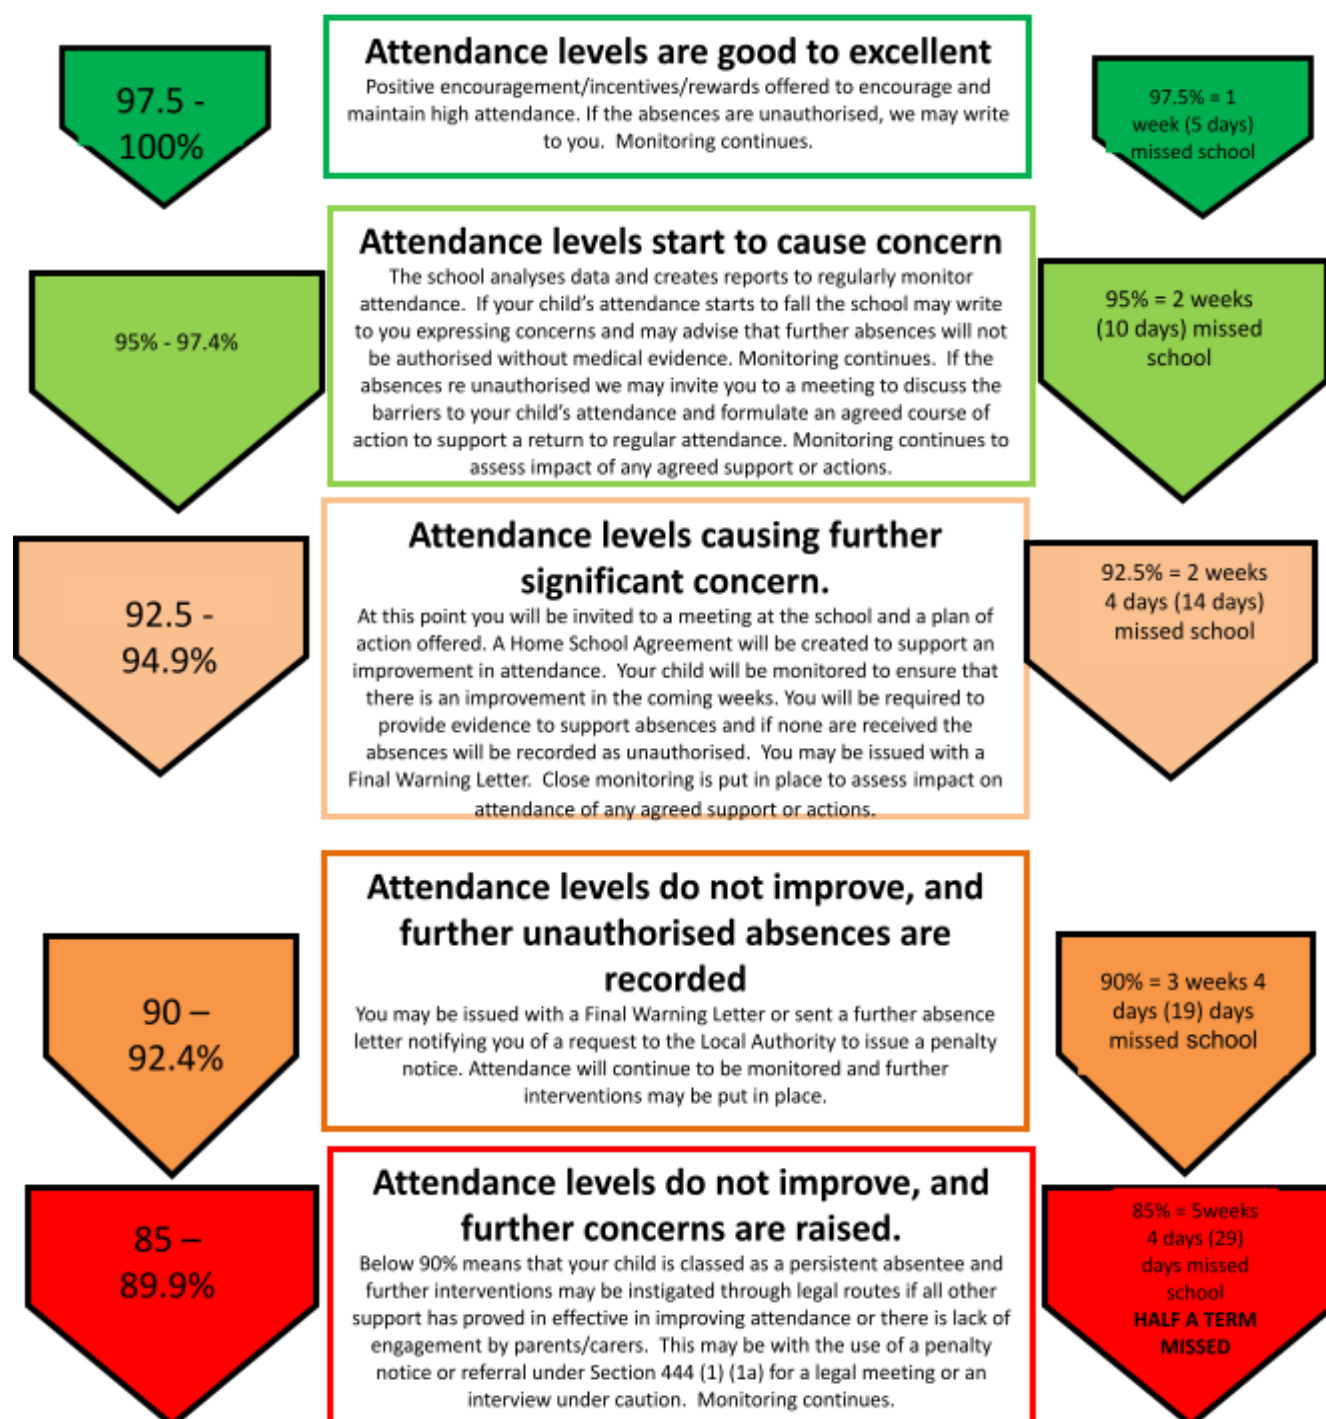 97.5 -
100%
Attendance levels are good to excellent
Positive encouragement/incentives/rewards offered to encourage and
maintain high attendance. If the absences are unauthorised, we may write
to you.  Monitoring continues.
97.5% = 1
week (5 days)
missed school
95% - 97.4%
Attendance levels start to cause concern
The school analyses data and creates reports to regularly monitor
attendance.  If your child's attendance starts to fall the school may write
to you expressing concerns and may advise that further absences will not
be authorised without medical evidence. Monitoring continues.  If the
absences re unauthorised we may invite you to a meeting to discuss the
barriers to your child's attendance and formulate an agreed course of
action to support a return to regular attendance. Monitoring continues to
assess impact of any agreed support or actions.
95% = 2 weeks
(10 days) missed
school
92.5 -
94.9%
Attendance levels causing further
significant concern.
At this point you will be invited to a meeting at the school and a plan of
action offered. A Home School Agreement will be created to support an
improvement in attendance.  Your child will be monitored to ensure that
there is an improvement in the coming weeks. You will be required to
provide evidence to support absences and if none are received the
absences will be recorded as unauthorised.  You may be issued with a
Final Warning Letter.  Close monitoring is put in place to assess impact on
attendance of any agreed support or actions.
92.5% = 2 weeks
4 days (14 days)
missed school
90 –
92.4%
Attendance levels do not improve, and
further unauthorised absences are
recorded
You may be issued with a Final Warning Letter or sent a further absence
letter notifying you of a request to the Local Authority to issue a penalty
notice. Attendance will continue to be monitored and further
interventions may be put in place.
90% = 3 weeks 4
days (19) days
missed school
85 –
89.9%
Attendance levels do not improve, and
further concerns are raised.
Below 90% means that your child is classed as a persistent absentee and
further interventions may be instigated through legal routes if all other
support has proved in effective in improving attendance or there is lack of
engagement by parents/carers.  This may be with the use of a penalty
notice or referral under Section 444 (1) (1a) for a legal meeting or an
interview under caution.  Monitoring continues.
85% = 5weeks
4 days (29)
days missed
school
HALF A TERM
MISSED